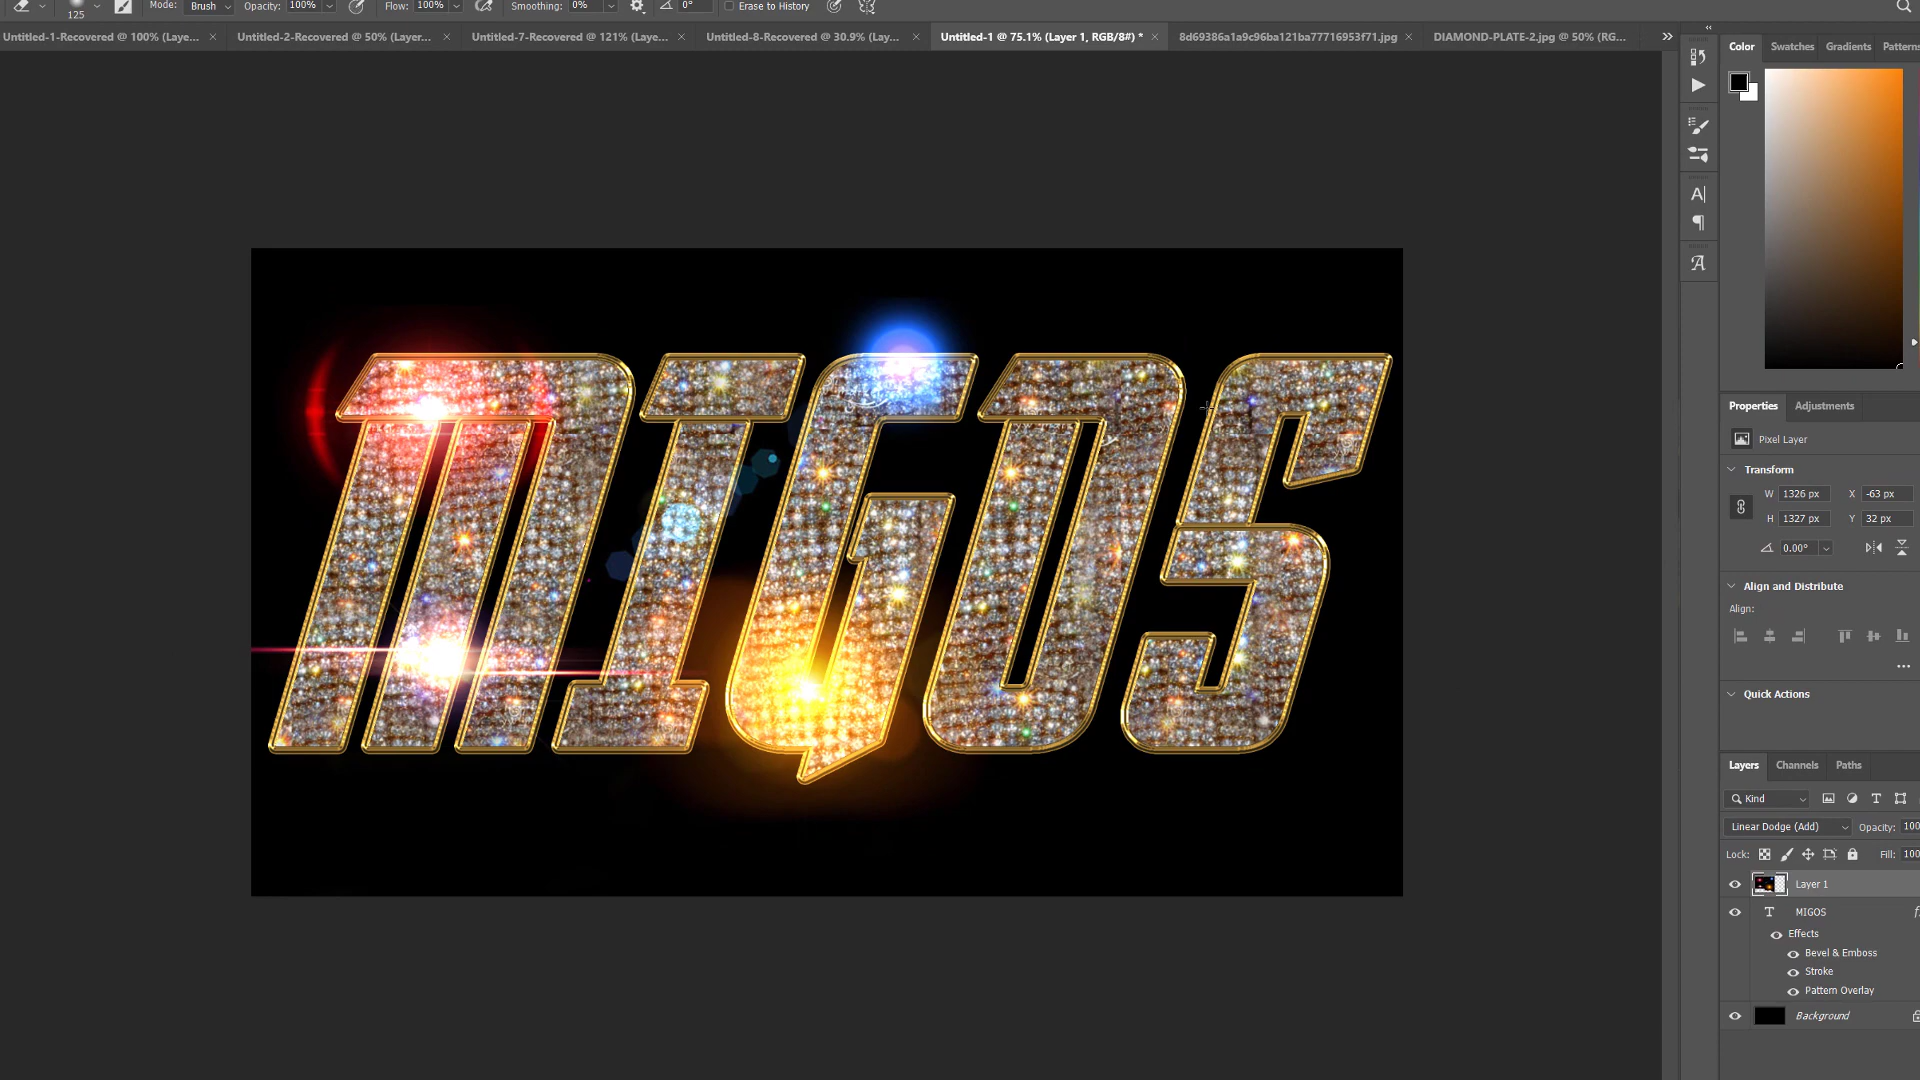 125
Mode: Brush Opacity: 100% Flow: 100% Smoothing: 0% 0° Erase to History
Untitled-1-Recovered @ 100% (Laye... Untitled-2-Recovered @ 50% (Layer... Untitled-7-Recovered @ 121% (Laye... Untitled-8-Recovered @ 30.9% (Lay... Untitled-1 @ 75.1% (Layer 1, RGB/8#) * 8d69386a1a9c96ba121ba77716953f71.jpg DIAMOND-PLATE-2.jpg @ 50% (RG...
Color Swatches Gradients Patterns
MIGOS
Properties Adjustments
Pixel Layer
Transform
W 1326 px X -63 px
H 1327 px Y 32 px
0.00°
Align and Distribute
Align:
Quick Actions
Layers Channels Paths
Kind
Linear Dodge (Add) Opacity: 100
Lock: Fill: 100
Layer 1
MIGOS
Effects
Bevel & Emboss
Stroke
Pattern Overlay
Background